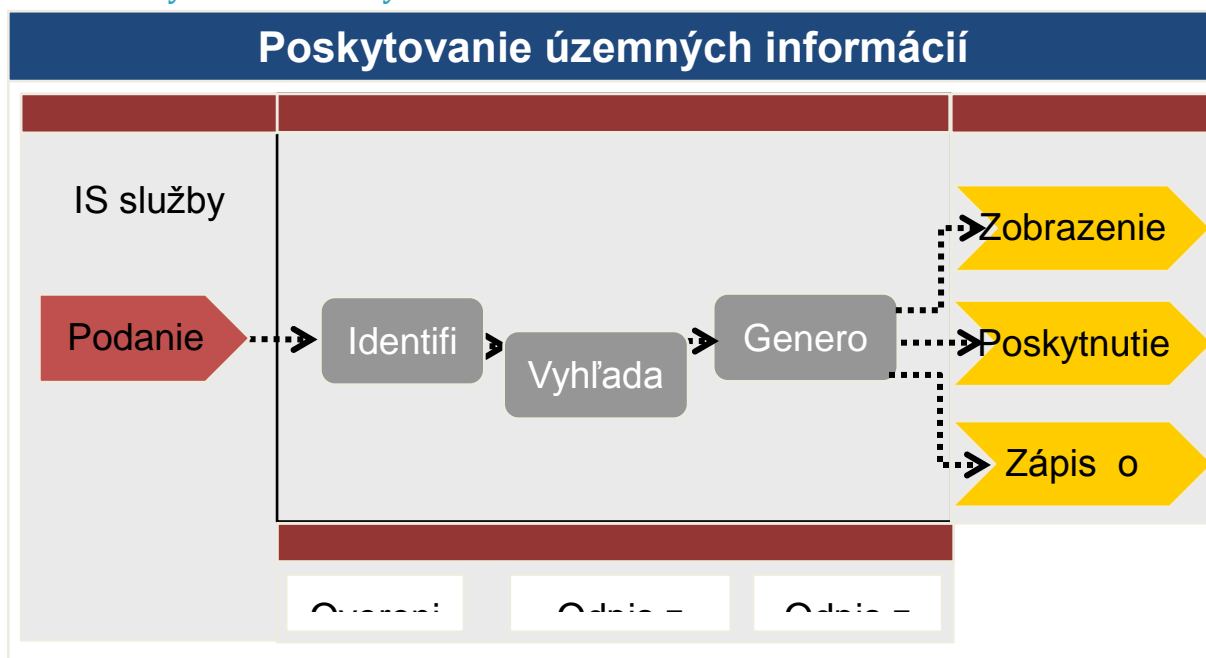 Poskytovanie územných informácií
IS služby
Podanie
Identifi
Vyhľada
Genero
Zobrazenie
Poskytnutie
Zápis o